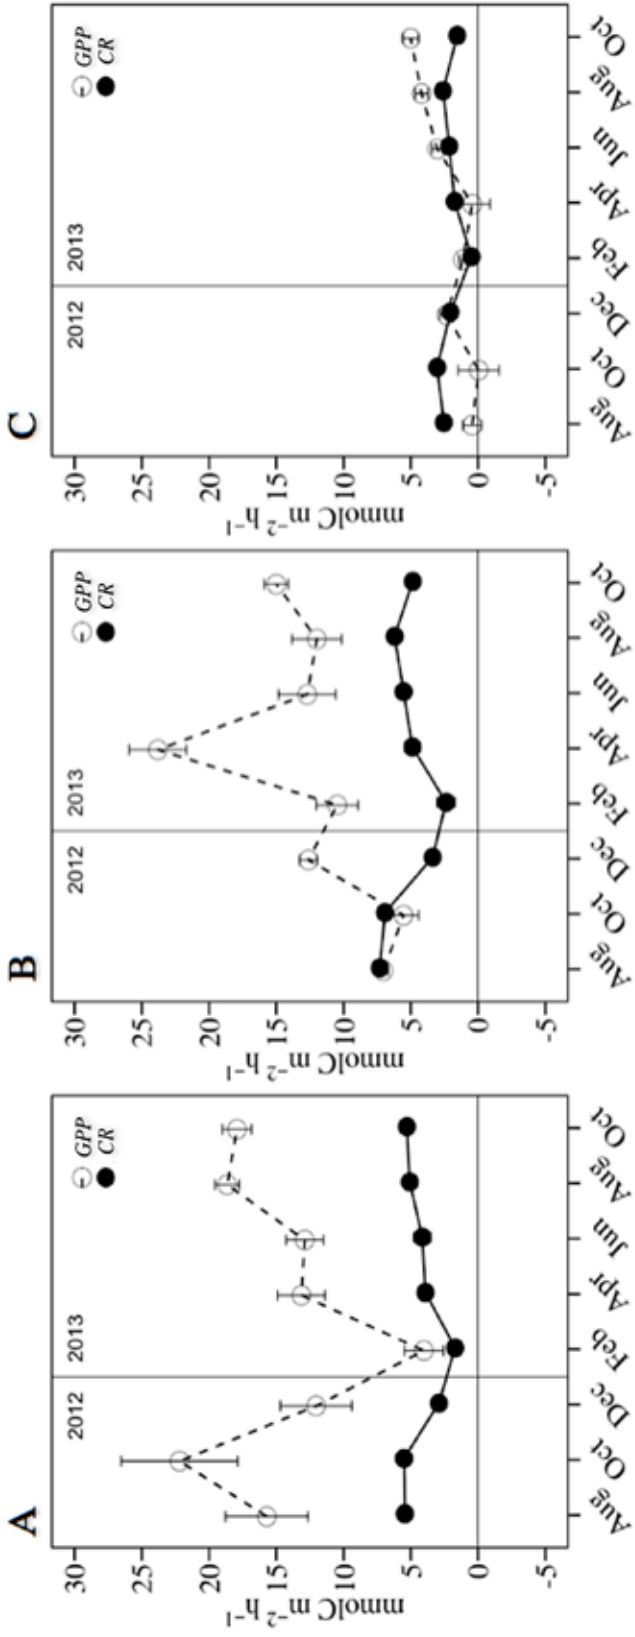 A
2012
2013
GPP
CR
30
25
20
15
10
5
0
-5
mmolC m⁻² h⁻¹
Aug
Oct
Dec
Feb
Apr
Jun
Aug
Oct
B
2012
2013
GPP
CR
30
25
20
15
10
5
0
-5
mmolC m⁻² h⁻¹
Aug
Oct
Dec
Feb
Apr
Jun
Aug
Oct
C
2012
2013
GPP
CR
30
25
20
15
10
5
0
-5
mmolC m⁻² h⁻¹
Aug
Oct
Dec
Feb
Apr
Jun
Aug
Oct